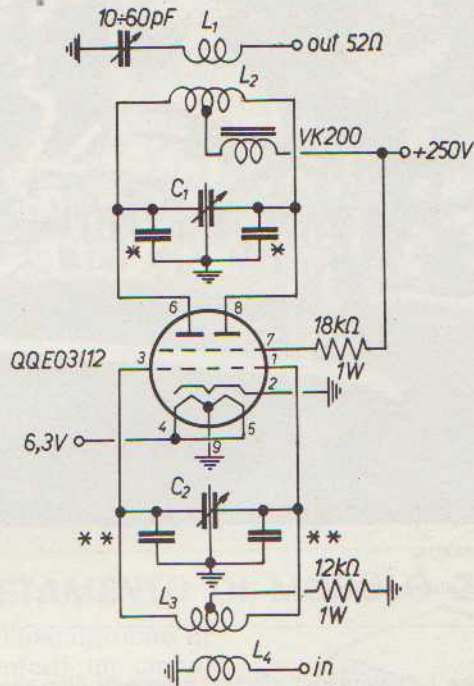 10÷60pF
L1
out 52Ω
L2
VK200
+250V
C1
*
*
6
8
QQE03/12
3
7
1
2
18KΩ
1W
6,3V
4
9
5
C2
**
**
12KΩ
1W
L3
L4
in